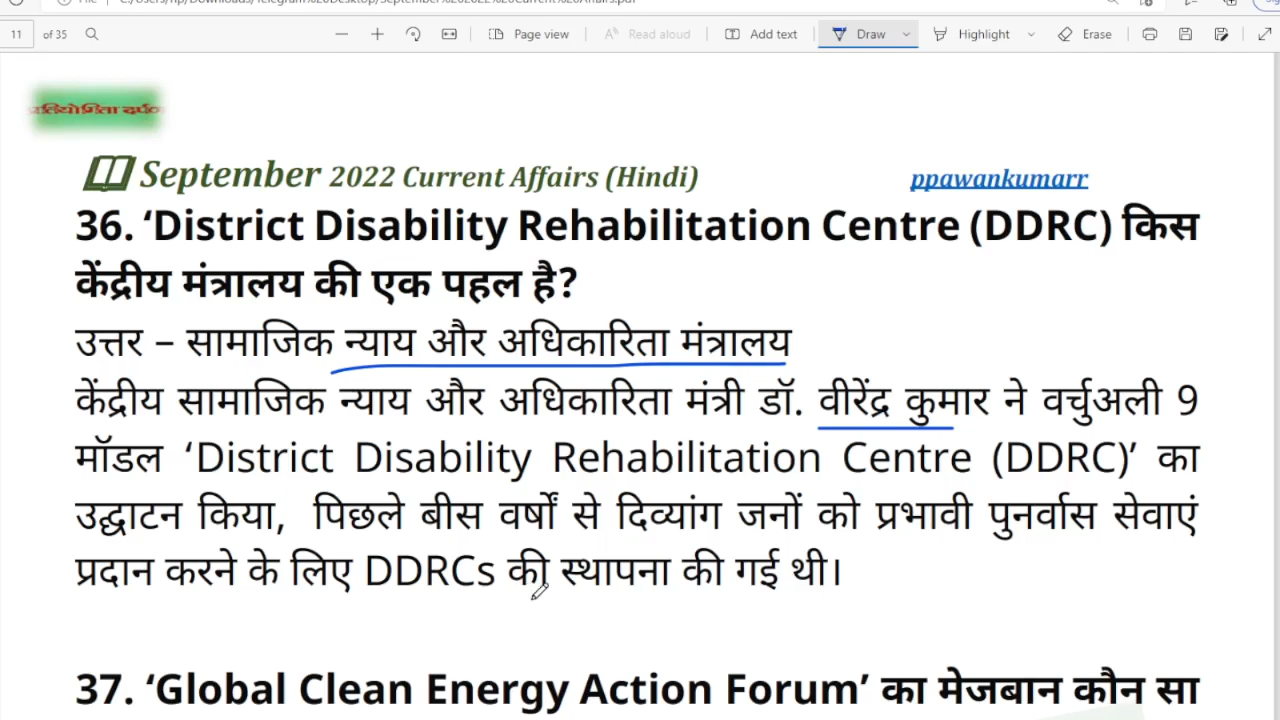 11 of 35 Page view Read aloud Add text Draw Highlight Erase
September 2022 Current Affairs (Hindi) ppawankumarr
36. ‘District Disability Rehabilitation Centre (DDRC) किस
केंद्रीय मंत्रालय की एक पहल है?
उत्तर – सामाजिक न्याय और अधिकारिता मंत्रालय
केंद्रीय सामाजिक न्याय और अधिकारिता मंत्री डॉ. वीरेंद्र कुमार ने वर्चुअली 9
मॉडल ‘District Disability Rehabilitation Centre (DDRC)’ का
उद्घाटन किया, पिछले बीस वर्षों से दिव्यांग जनों को प्रभावी पुनर्वास सेवाएं
प्रदान करने के लिए DDRCs की स्थापना की गई थी।
37. ‘Global Clean Energy Action Forum’ का मेजबान कौन सा